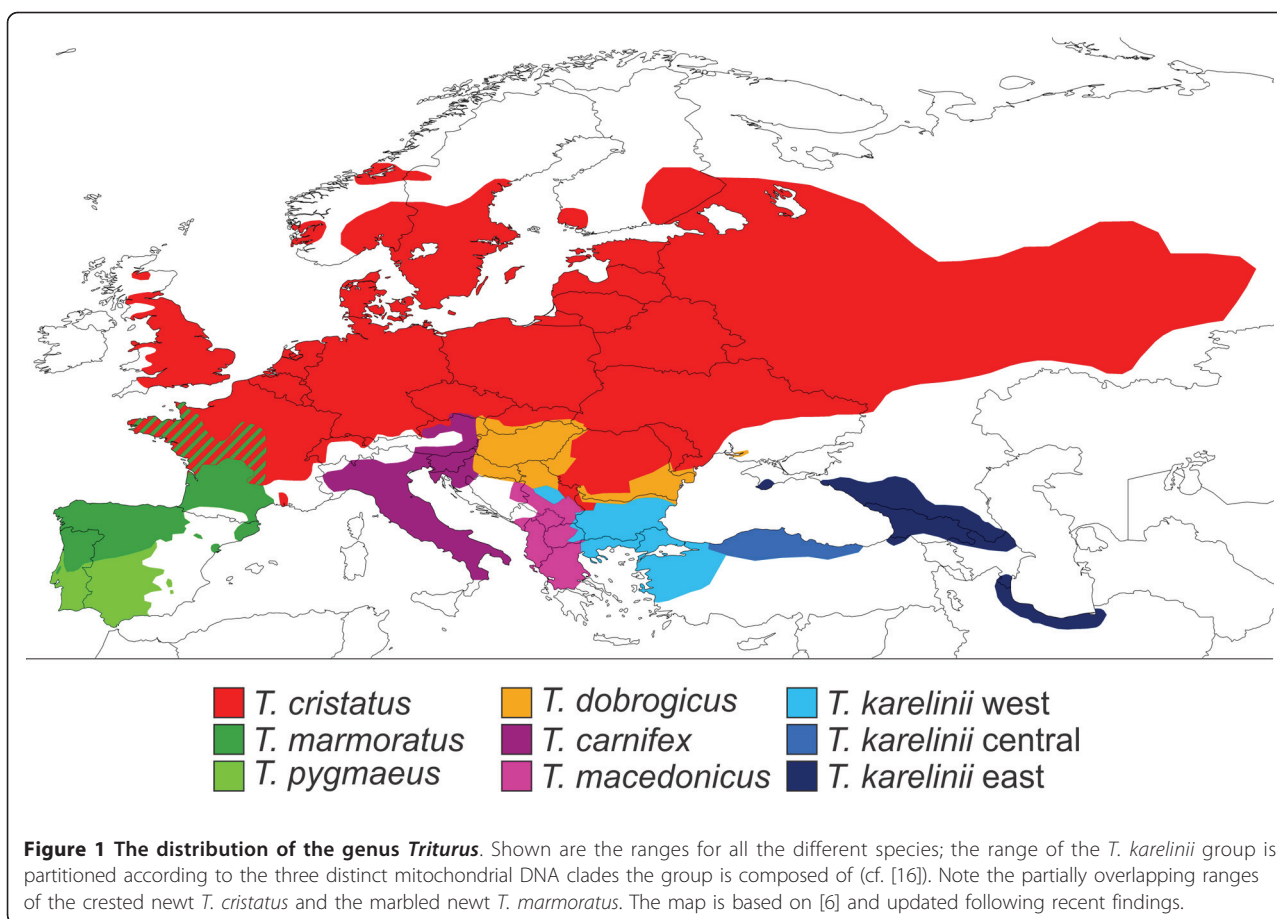 T. cristatus
T. marmoratus
T. pygmaeus
T. dobrogicus
T. carnifex
T. macedonicus
T. karelinii west
T. karelinii central
T. karelinii east
Figure 1 The distribution of the genus Triturus. Shown are the ranges for all the different species; the range of the T. karelinii group is
partitioned according to the three distinct mitochondrial DNA clades the group is composed of (cf. [16]). Note the partially overlapping ranges
of the crested newt T. cristatus and the marbled newt T. marmoratus. The map is based on [6] and updated following recent findings.